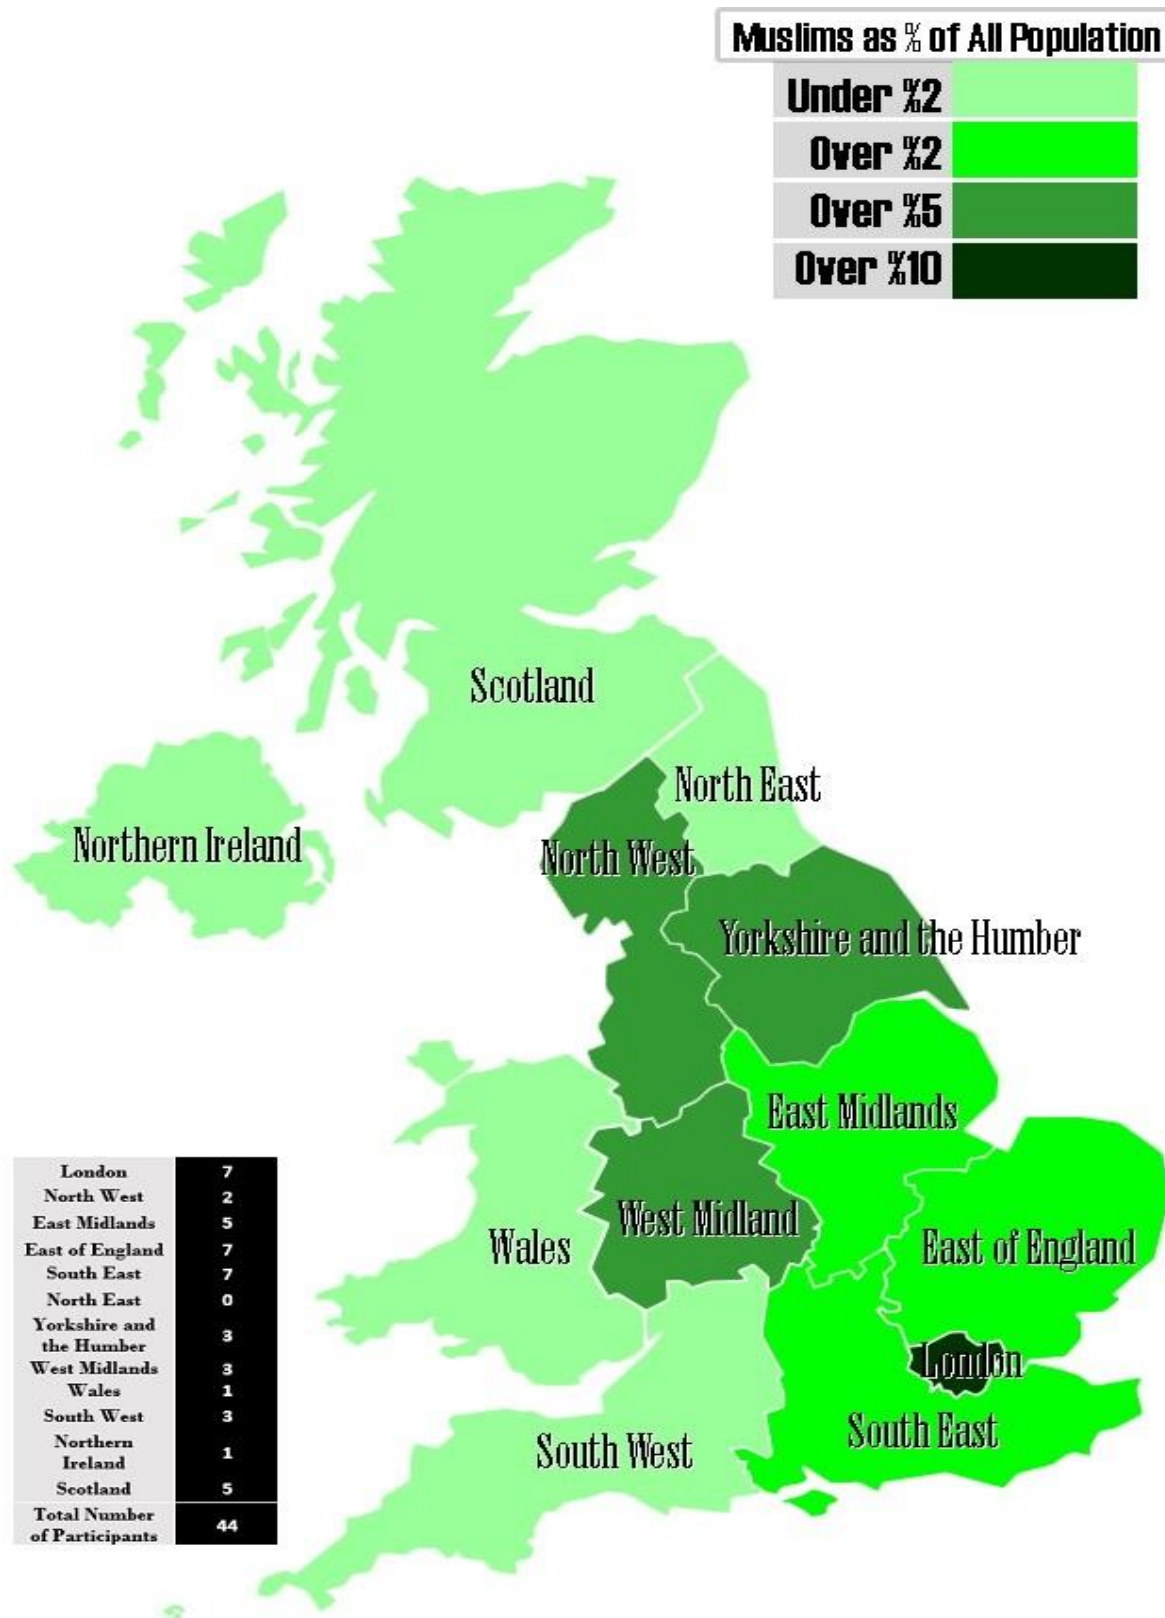 Muslims as % of All Population
Under %2
Over %2
Over %5
Over %10
Scotland
North East
Northern Ireland
North West
Yorkshire and the Humber
East Midlands
West Midland
Wales
East of England
London
South East
South West
London 7
North West 2
East Midlands 5
East of England 7
South East 7
North East 0
Yorkshire and
the Humber 3
West Midlands 3
Wales 1
South West 3
Northern
Ireland 1
Scotland 5
Total Number
of Participants 44